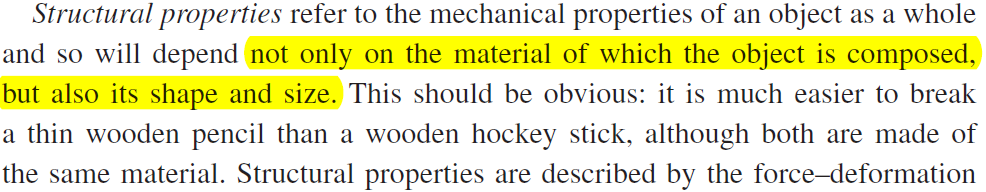 Structural properties refer to the mechanical properties of an object as a whole
and so will depend not only on the material of which the object is composed,
but also its shape and size. This should be obvious: it is much easier to break
a thin wooden pencil than a wooden hockey stick, although both are made of
the same material. Structural properties are described by the force–deformation